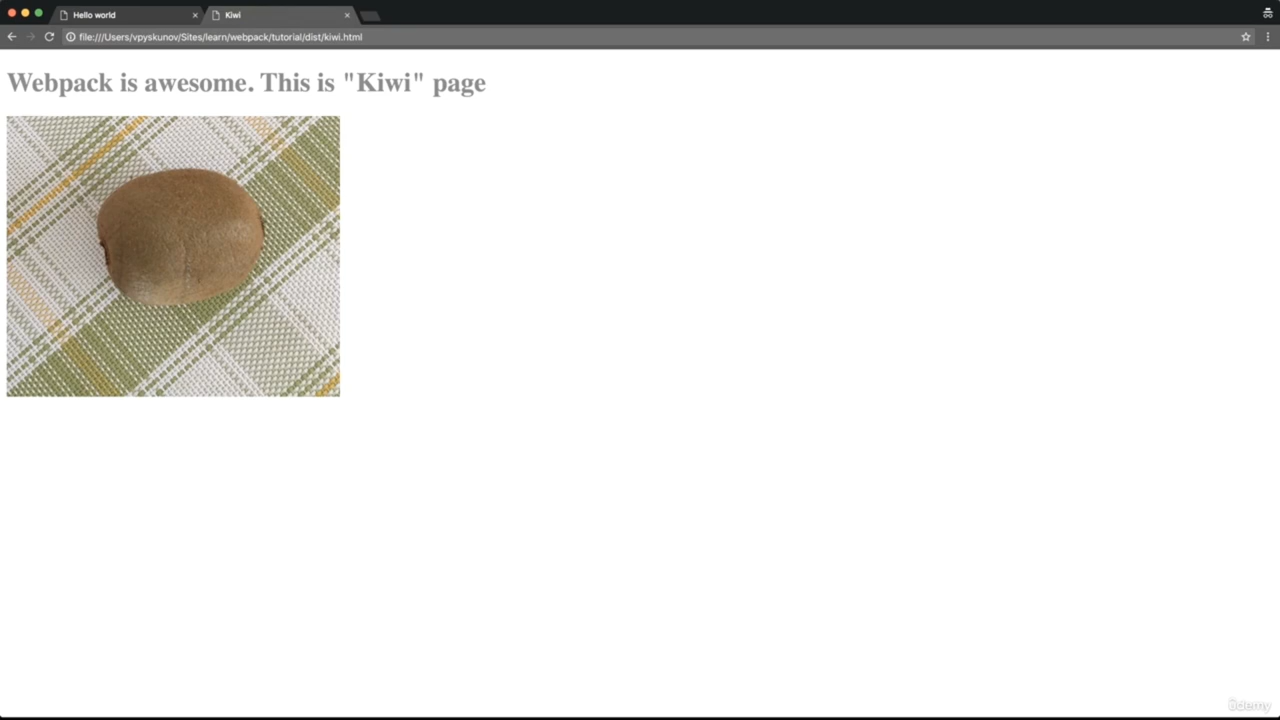 Hello world
Kiwi
file:///Users/vpyskunov/Sites/learn/webpack/tutorial/dist/kiwi.html
Webpack is awesome. This is "Kiwi" page
ûdemy